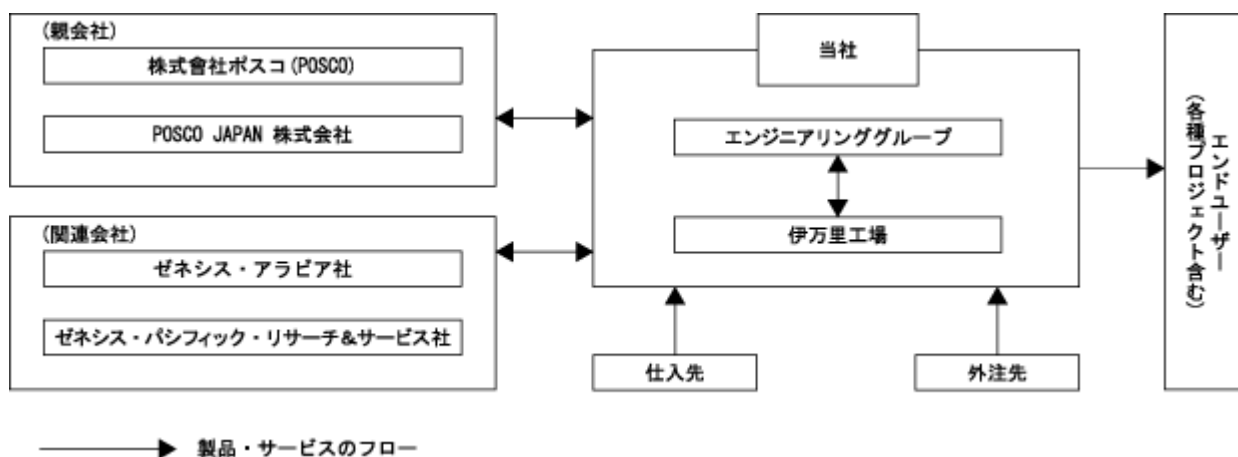 (親会社)
株式會社ポスコ(POSCO)
POSCO JAPAN 株式会社
(関連会社)
ゼネシス・アラビア社
ゼネシス・パシフィック・リサーチ&サービス社
当社
エンジニアリンググループ
伊万里工場
仕入先
外注先
エンドユーザー
(各種プロジェクト含む)
製品・サービスのフロー